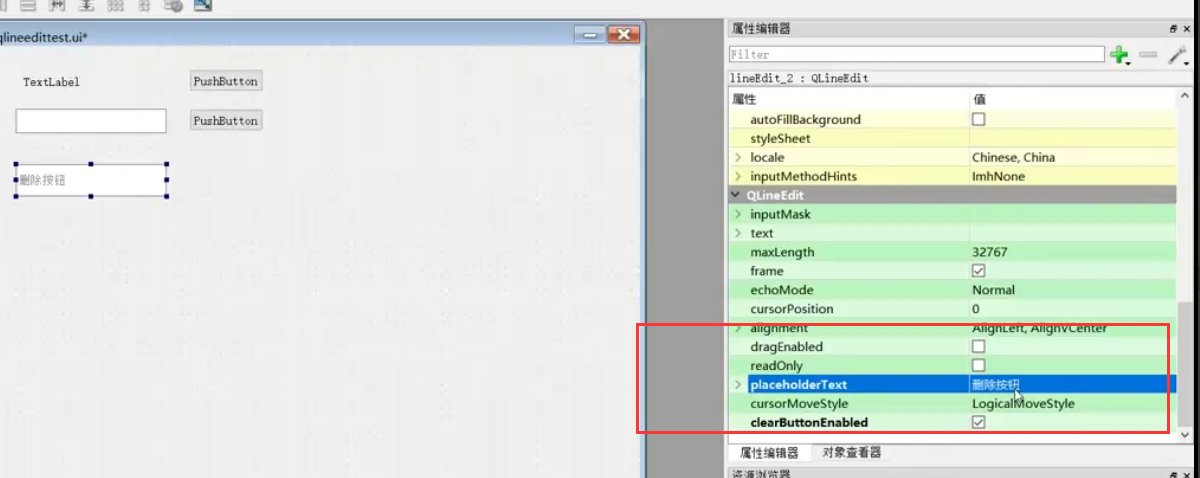 qlineedittest.ui*
TextLabel
PushButton
PushButton
删除按钮
属性编辑器
Filter
lineEdit_2 : QLineEdit
属性 值
autoFillBackground
styleSheet
locale Chinese, China
inputMethodHints ImhNone
QLineEdit
inputMask
text
maxLength 32767
frame
echoMode Normal
cursorPosition 0
alignment AlignLeft, AlignVCenter
dragEnabled
readOnly
placeholderText 删除按钮
cursorMoveStyle LogicalMoveStyle
clearButtonEnabled
属性编辑器 对象查看器
资源浏览器